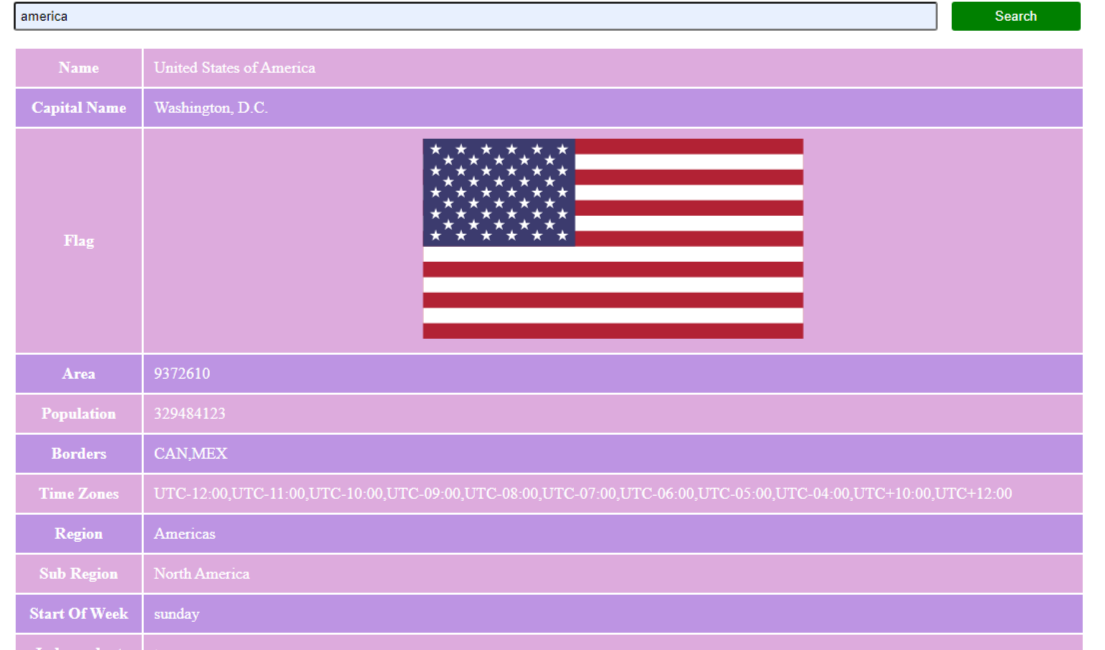 america
Search
Name United States of America
Capital Name Washington, D.C.
Flag
Area 9372610
Population 329484123
Borders CAN,MEX
Time Zones UTC-12:00,UTC-11:00,UTC-10:00,UTC-09:00,UTC-08:00,UTC-07:00,UTC-06:00,UTC-05:00,UTC-04:00,UTC+10:00,UTC+12:00
Region Americas
Sub Region North America
Start Of Week sunday